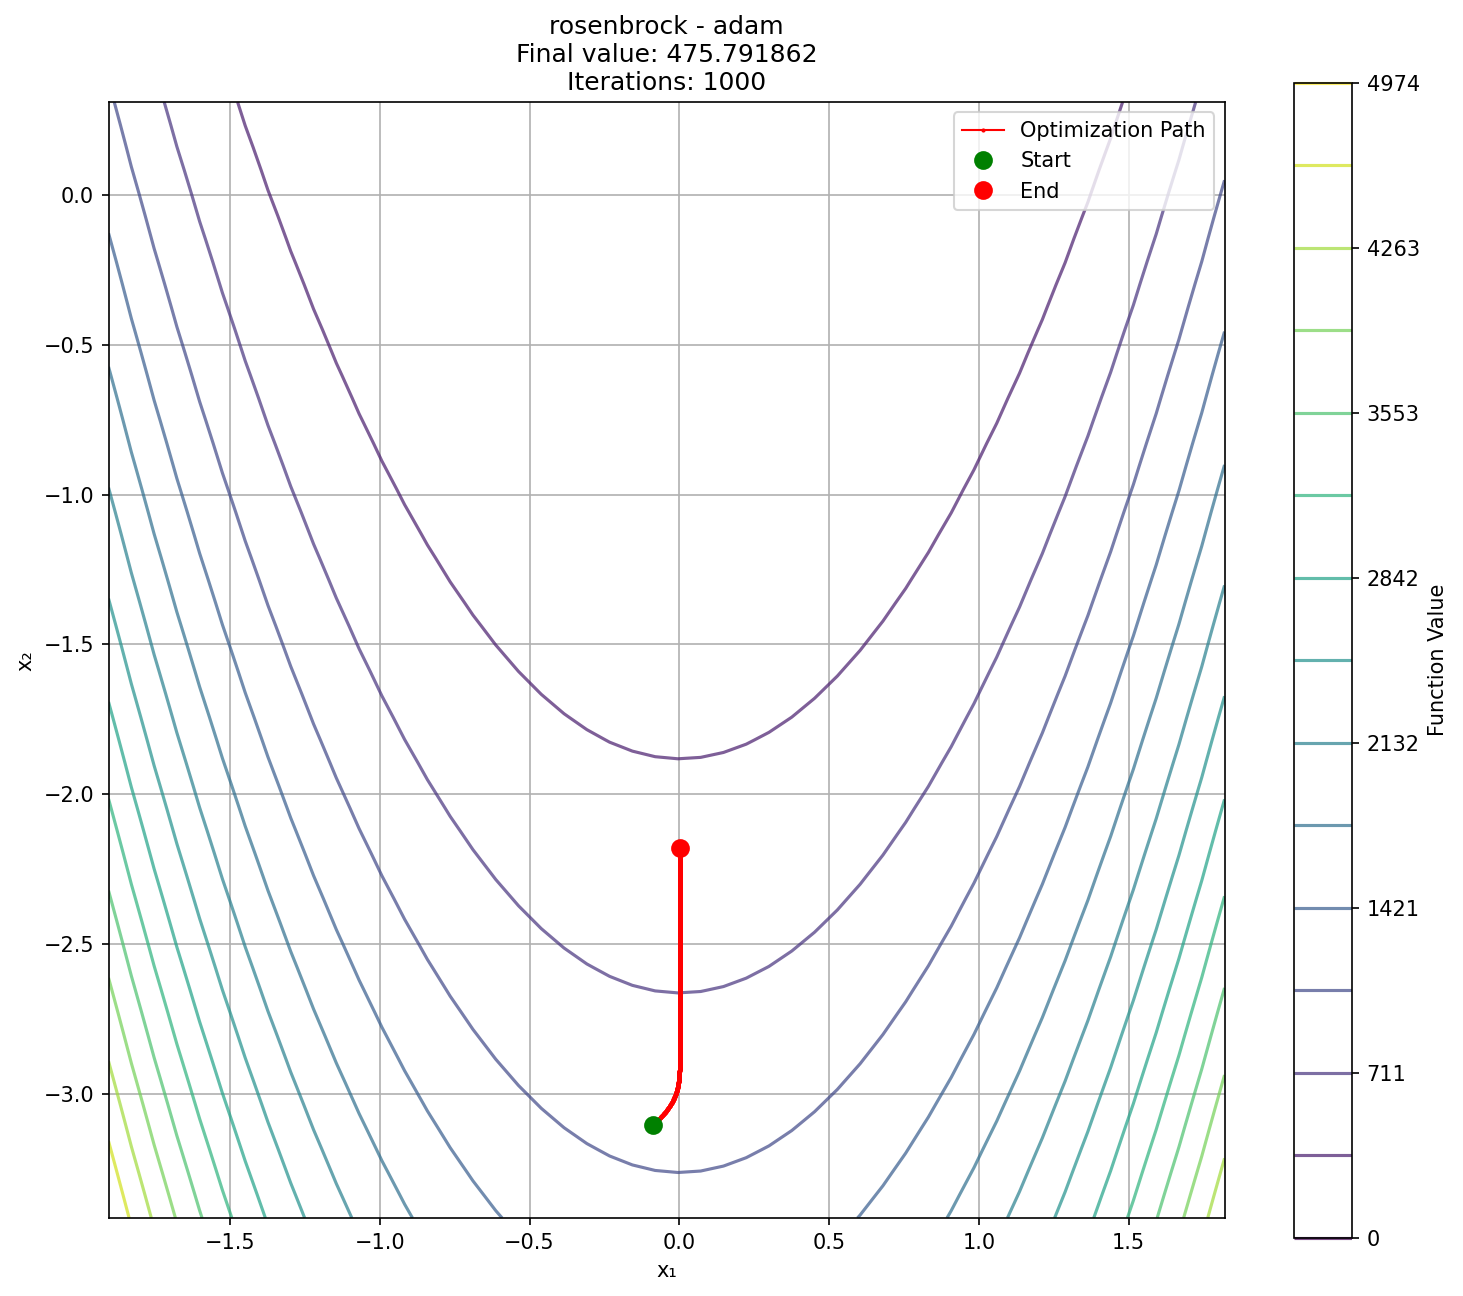 rosenbrock - adam
Final value: 475.791862
Iterations: 1000
Optimization Path
Start
End
0.0
−0.5
−1.0
−1.5
−2.0
−2.5
−3.0
x₂
−1.5
−1.0
−0.5
0.0
0.5
1.0
1.5
x₁
4974
4263
3553
2842
2132
1421
711
0
Function Value